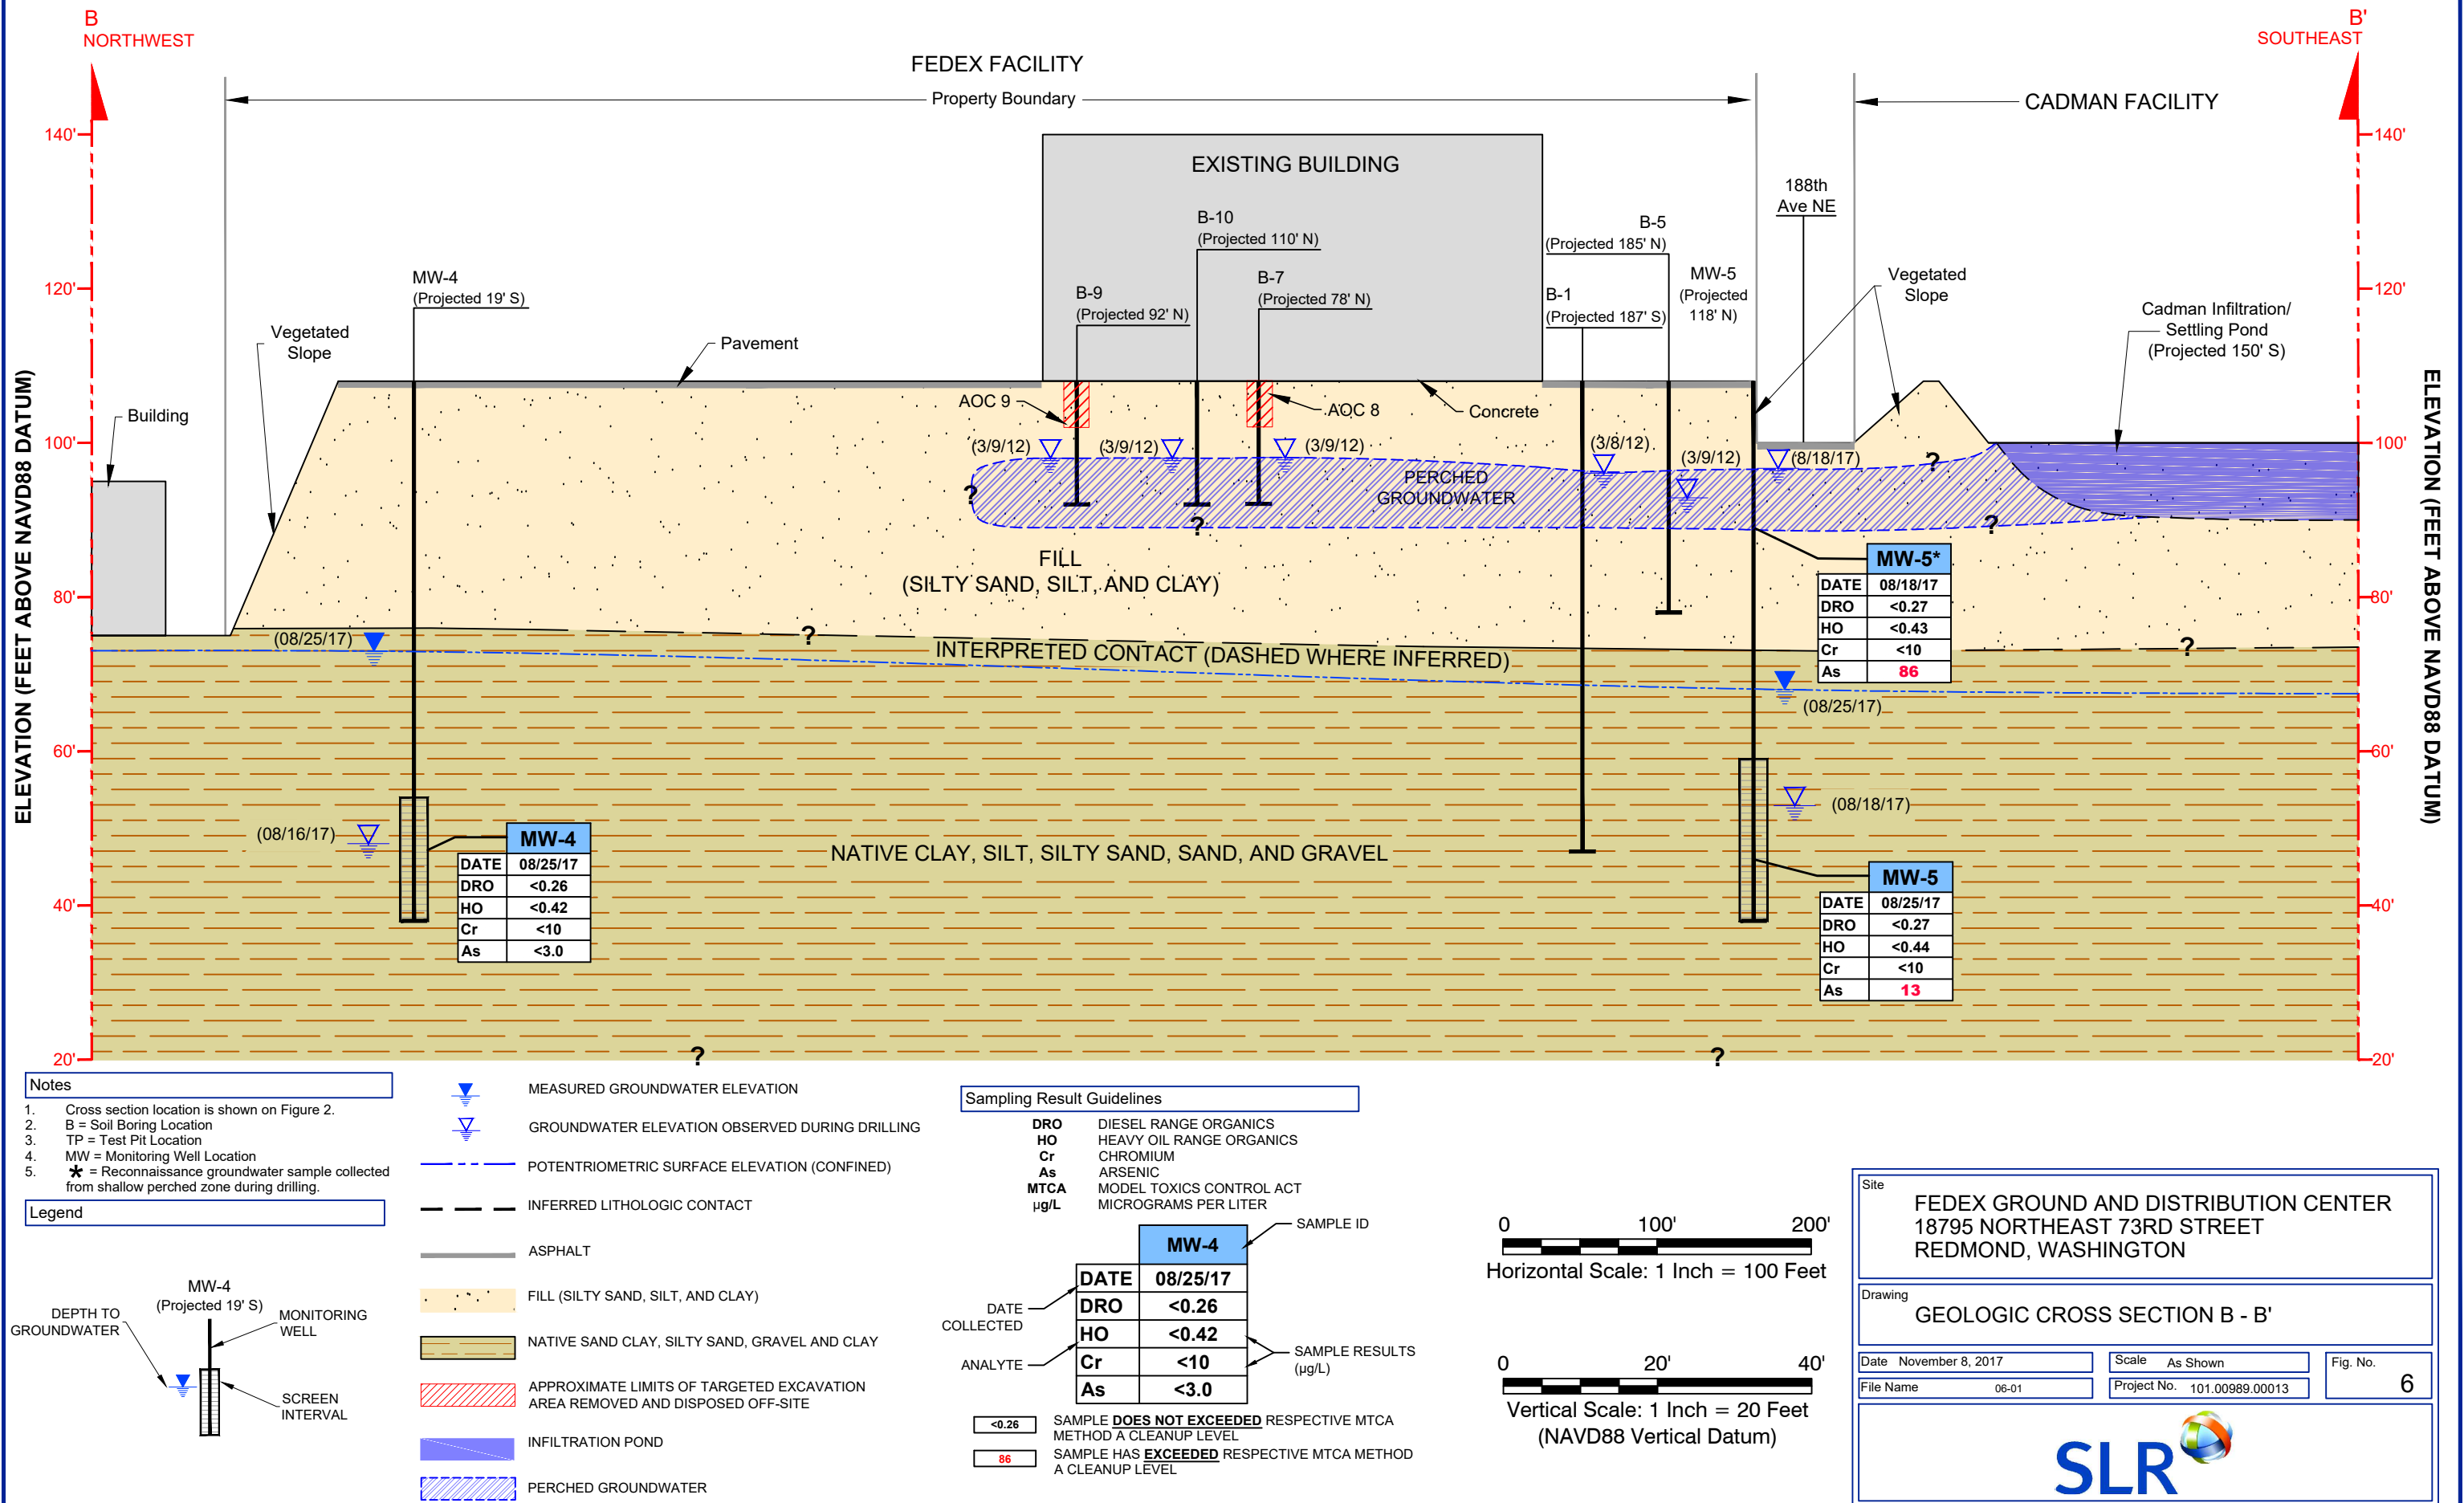 B
NORTHWEST
B'
SOUTHEAST
FEDEX FACILITY
Property Boundary
CADMAN FACILITY
140'
140'
EXISTING BUILDING
188th
Ave NE
B-10
(Projected 110' N)
B-5
(Projected 185' N)
MW-4
(Projected 19' S)
B-9
(Projected 92' N)
B-7
(Projected 78' N)
B-1
(Projected 187' S)
MW-5
(Projected
118' N)
Vegetated
Slope
120'
120'
Cadman Infiltration/
Settling Pond
(Projected 150' S)
Vegetated
Slope
Pavement
Building
AOC 9
AOC 8
Concrete
ELEVATION (FEET ABOVE NAVD88 DATUM)
ELEVATION (FEET ABOVE NAVD88 DATUM)
100'
100'
(3/9/12)
(3/9/12)
(3/9/12)
(3/8/12)
(3/9/12)
(8/18/17)
?
?
PERCHED
GROUNDWATER
?
?
FILL
(SILTY SAND, SILT, AND CLAY)
MW-5*
DATE 08/18/17
DRO <0.27
HO <0.43
Cr <10
As 86
80'
80'
(08/25/17)
?
?
INTERPRETED CONTACT (DASHED WHERE INFERRED)
(08/25/17)
60'
60'
(08/16/17)
(08/18/17)
NATIVE CLAY, SILT, SILTY SAND, SAND, AND GRAVEL
MW-4
DATE 08/25/17
DRO <0.26
HO <0.42
Cr <10
As <3.0
MW-5
DATE 08/25/17
DRO <0.27
HO <0.44
Cr <10
As 13
40'
40'
20'
20'
?
?
Notes
1. Cross section location is shown on Figure 2.
2. B = Soil Boring Location
3. TP = Test Pit Location
4. MW = Monitoring Well Location
5. * = Reconnaissance groundwater sample collected
from shallow perched zone during drilling.
Legend
MW-4
(Projected 19' S)
DEPTH TO
GROUNDWATER
MONITORING
WELL
SCREEN
INTERVAL
MEASURED GROUNDWATER ELEVATION
GROUNDWATER ELEVATION OBSERVED DURING DRILLING
POTENTRIOMETRIC SURFACE ELEVATION (CONFINED)
INFERRED LITHOLOGIC CONTACT
ASPHALT
FILL (SILTY SAND, SILT, AND CLAY)
NATIVE SAND CLAY, SILTY SAND, GRAVEL AND CLAY
APPROXIMATE LIMITS OF TARGETED EXCAVATION
AREA REMOVED AND DISPOSED OFF-SITE
INFILTRATION POND
PERCHED GROUNDWATER
Sampling Result Guidelines
DRO DIESEL RANGE ORGANICS
HO HEAVY OIL RANGE ORGANICS
Cr CHROMIUM
As ARSENIC
MTCA MODEL TOXICS CONTROL ACT
µg/L MICROGRAMS PER LITER
SAMPLE ID
MW-4
DATE 08/25/17
DRO <0.26
HO <0.42
Cr <10
As <3.0
DATE
COLLECTED
ANALYTE
SAMPLE RESULTS
(µg/L)
<0.26 SAMPLE DOES NOT EXCEEDED RESPECTIVE MTCA
METHOD A CLEANUP LEVEL
86 SAMPLE HAS EXCEEDED RESPECTIVE MTCA METHOD
A CLEANUP LEVEL
0 100' 200'
Horizontal Scale: 1 Inch = 100 Feet
0 20' 40'
Vertical Scale: 1 Inch = 20 Feet
(NAVD88 Vertical Datum)
Site
FEDEX GROUND AND DISTRIBUTION CENTER
18795 NORTHEAST 73RD STREET
REDMOND, WASHINGTON
Drawing
GEOLOGIC CROSS SECTION B - B'
Date November 8, 2017
Scale As Shown
Fig. No.
6
File Name 06-01
Project No. 101.00989.00013
SLR